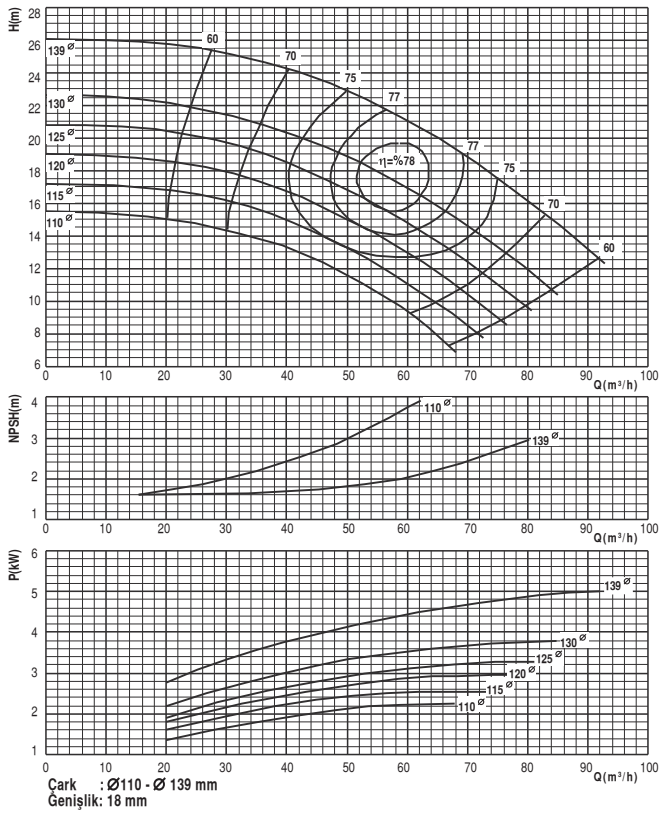 H(m)
28
26
24
22
20
18
16
14
12
10
8
6
139 ø
130 ø
125 ø
120 ø
115 ø
110 ø
60
70
75
77
η=%78
77
75
70
60
0 10 20 30 40 50 60 70 80 90 100
Q(m³/h)
NPSH(m)
4
3
2
1
110 ø
139 ø
0 10 20 30 40 50 60 70 80 90 100
Q(m³/h)
P(kW)
6
5
4
3
2
1
139 ø
130 ø
125 ø
120 ø
115 ø
110 ø
0 10 20 30 40 50 60 70 80 90 100
Q(m³/h)
Çark : Ø110 - Ø 139 mm
Ğenişlik: 18 mm